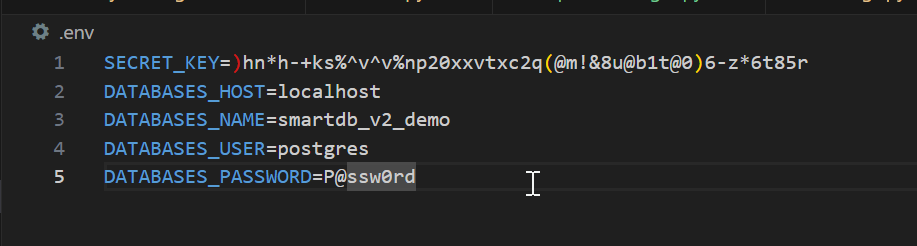 .env
1 SECRET_KEY=)hn*h-+ks%^v^v%np20xxvtxc2q(@m!&8u@b1t@0)6-z*6t85r
2 DATABASES_HOST=localhost
3 DATABASES_NAME=smartdb_v2_demo
4 DATABASES_USER=postgres
5 DATABASES_PASSWORD=P@ssw0rd